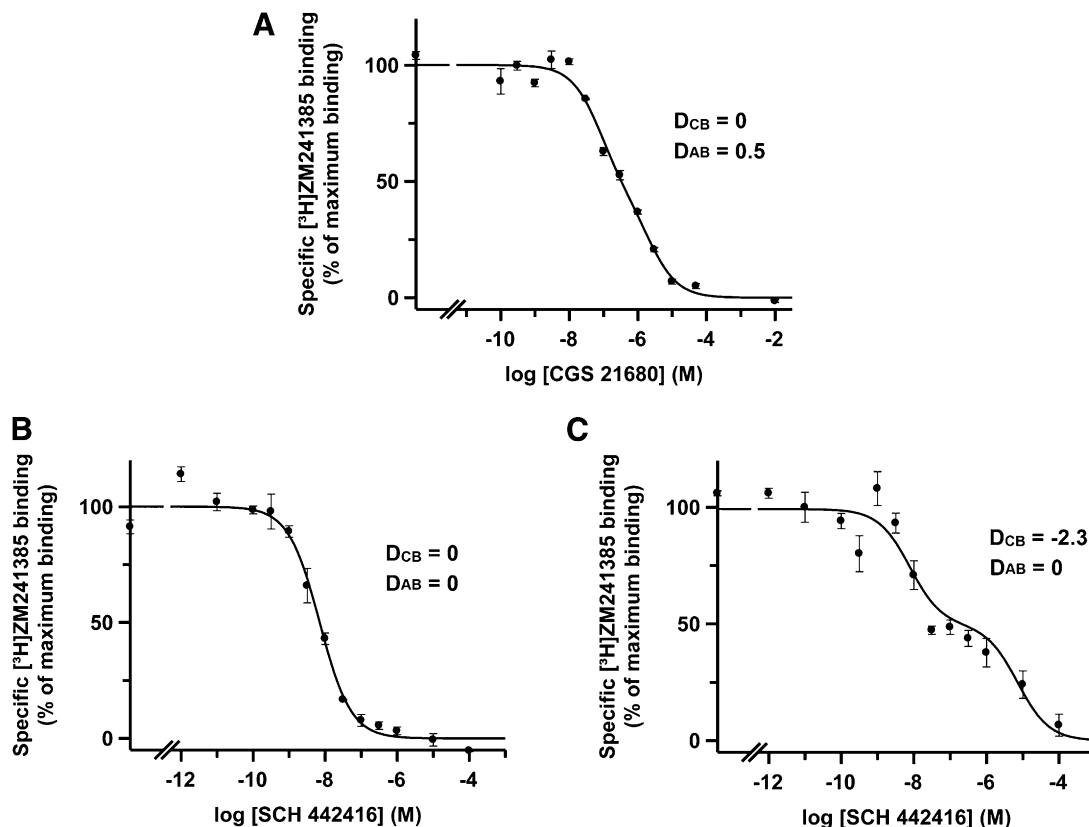 A
Specific [³H]ZM241385 binding
(% of maximum binding)
100
50
0
DCB = 0
DAB = 0.5
-10
-8
-6
-4
-2
log [CGS 21680] (M)
B
Specific [³H]ZM241385 binding
(% of maximum binding)
100
50
0
DCB = 0
DAB = 0
-12
-10
-8
-6
-4
log [SCH 442416] (M)
C
Specific [³H]ZM241385 binding
(% of maximum binding)
100
50
0
DCB = -2.3
DAB = 0
-12
-10
-8
-6
-4
log [SCH 442416] (M)